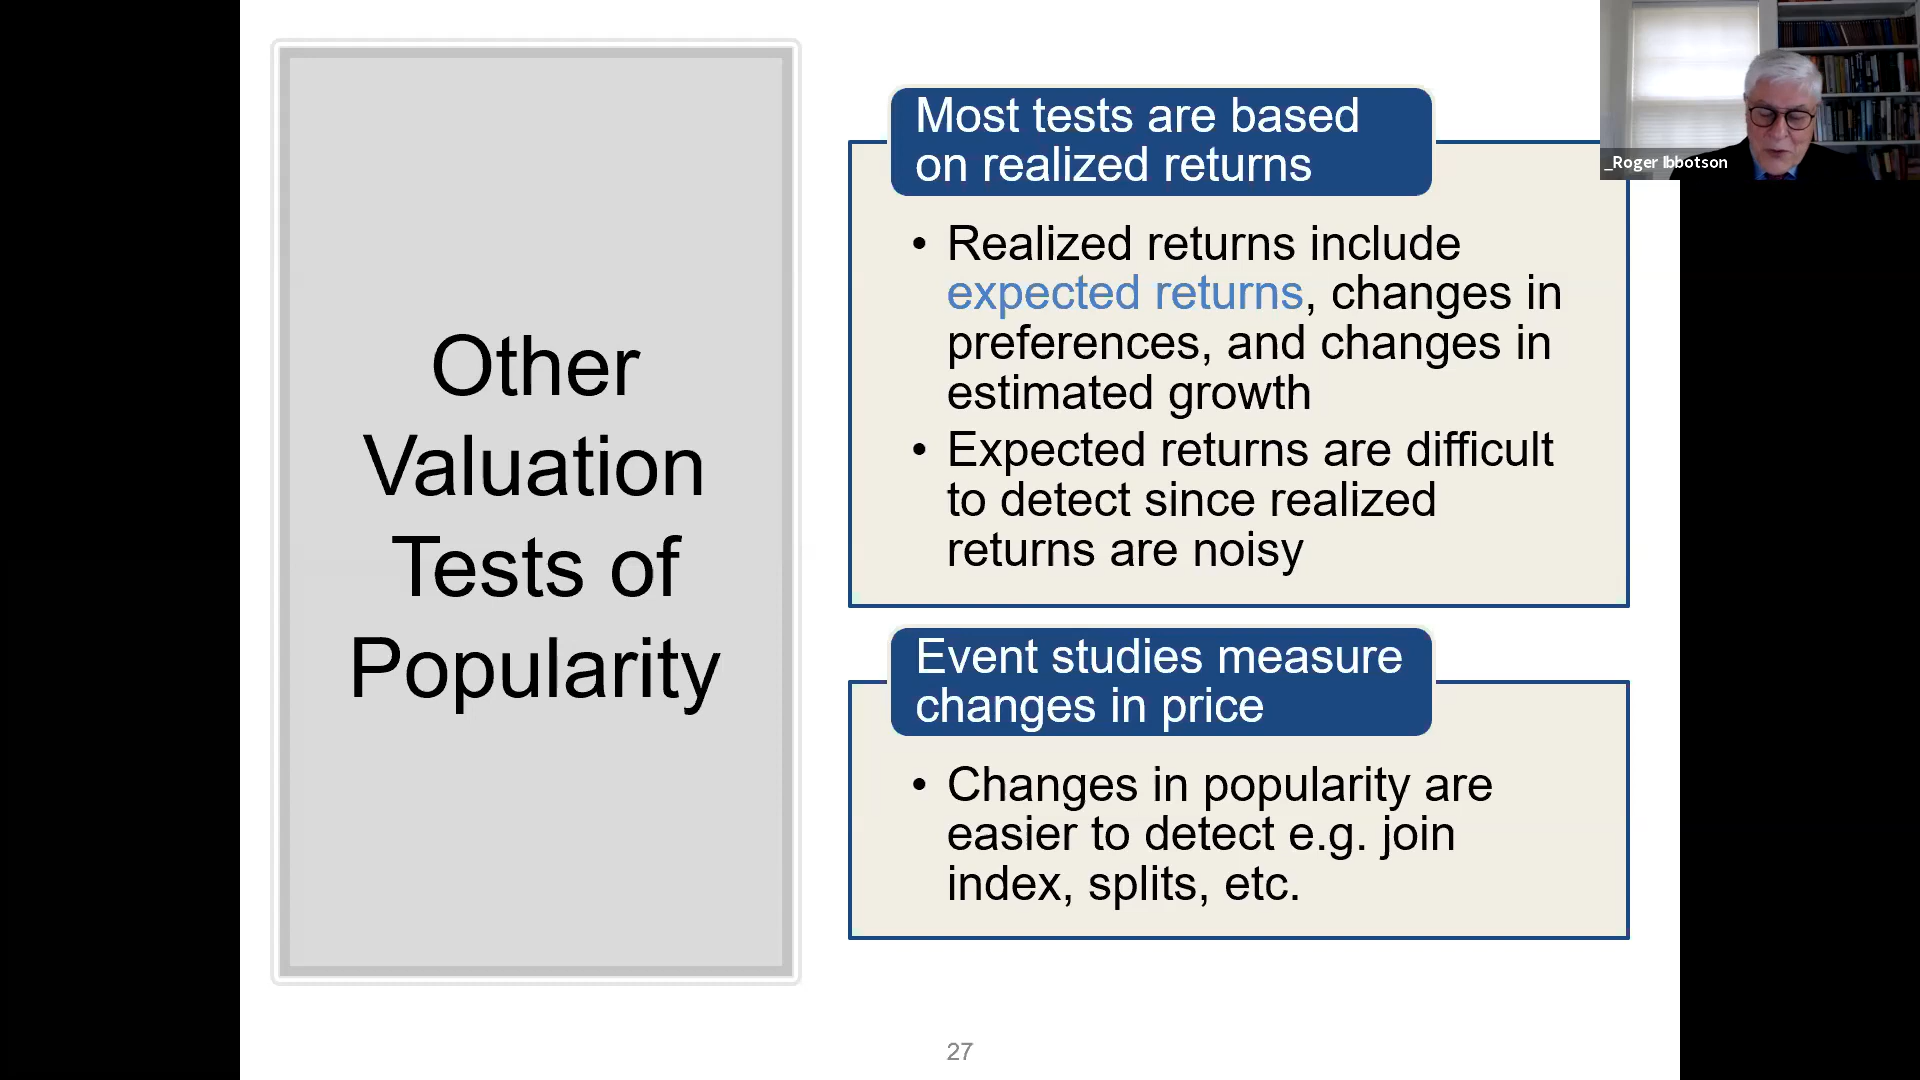 Other
Valuation
Tests of
Popularity
Most tests are based
on realized returns
• Realized returns include
expected returns, changes in
preferences, and changes in
estimated growth
• Expected returns are difficult
to detect since realized
returns are noisy
Event studies measure
changes in price
• Changes in popularity are
easier to detect e.g. join
index, splits, etc.
27
_Roger Ibbotson